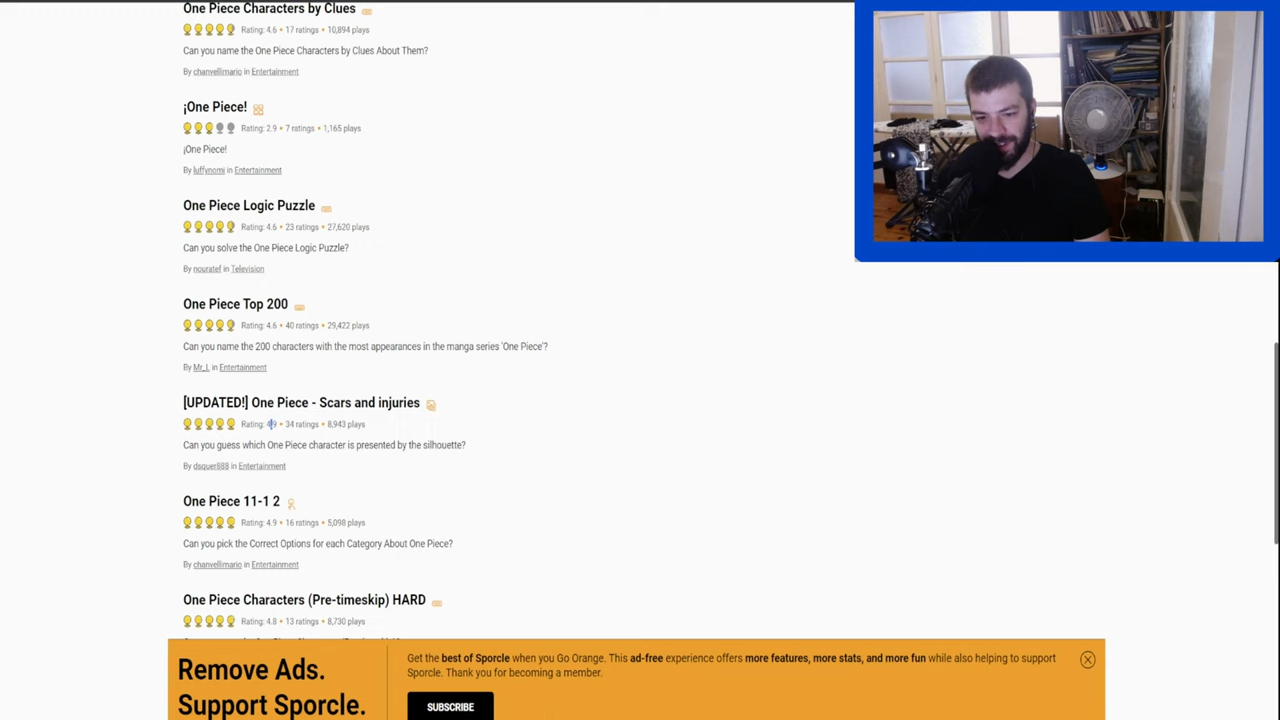 One Piece Characters by Clues
Rating: 4.6 • 17 ratings • 10,894 plays
Can you name the One Piece Characters by Clues About Them?
By chanvellimario in Entertainment
¡One Piece!
Rating: 2.9 • 7 ratings • 1,165 plays
¡One Piece!
By luffynomi in Entertainment
One Piece Logic Puzzle
Rating: 4.6 • 23 ratings • 27,620 plays
Can you solve the One Piece Logic Puzzle?
By nouratef in Television
One Piece Top 200
Rating: 4.6 • 40 ratings • 29,422 plays
Can you name the 200 characters with the most appearances in the manga series 'One Piece'?
By Mr_L in Entertainment
[UPDATED!] One Piece - Scars and injuries
Rating: 4.9 • 34 ratings • 8,943 plays
Can you guess which One Piece character is presented by the silhouette?
By dsquer888 in Entertainment
One Piece 11-1 2
Rating: 4.9 • 16 ratings • 5,098 plays
Can you pick the Correct Options for each Category About One Piece?
By chanvellimario in Entertainment
One Piece Characters (Pre-timeskip) HARD
Rating: 4.8 • 13 ratings • 8,730 plays
Remove Ads.
Support Sporcle.
Get the best of Sporcle when you Go Orange. This ad-free experience offers more features, more stats, and more fun while also helping to support
Sporcle. Thank you for becoming a member.
SUBSCRIBE